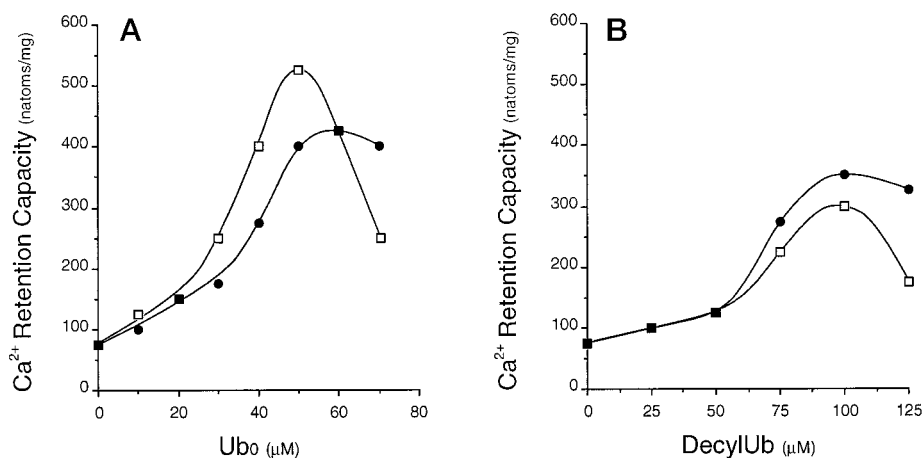 A
Ca2+ Retention Capacity (natoms/mg)
600
500
400
300
200
100
0
0 20 40 60 80
Ubo (μM)
B
Ca2+ Retention Capacity (natoms/mg)
600
500
400
300
200
100
0
0 25 50 75 100 125
DecylUb (μM)